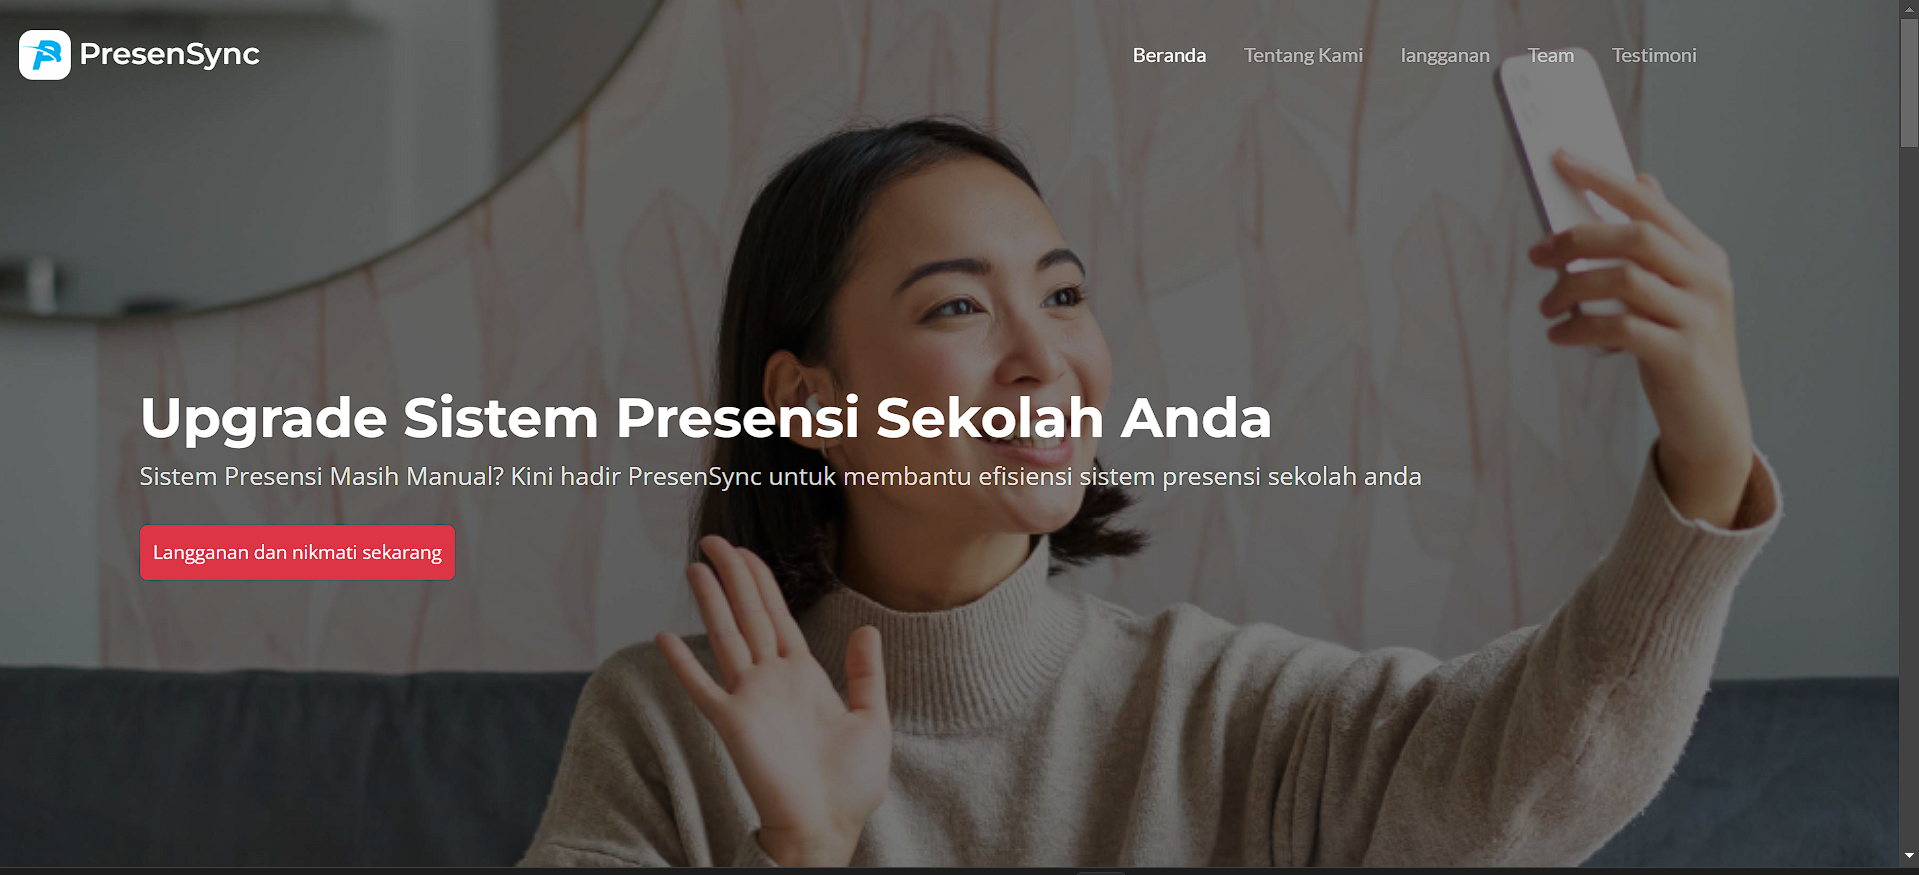 PresenSync
Beranda Tentang Kami langganan Team Testimoni
Upgrade Sistem Presensi Sekolah Anda
Sistem Presensi Masih Manual? Kini hadir PresenSync untuk membantu efisiensi sistem presensi sekolah anda
Langganan dan nikmati sekarang